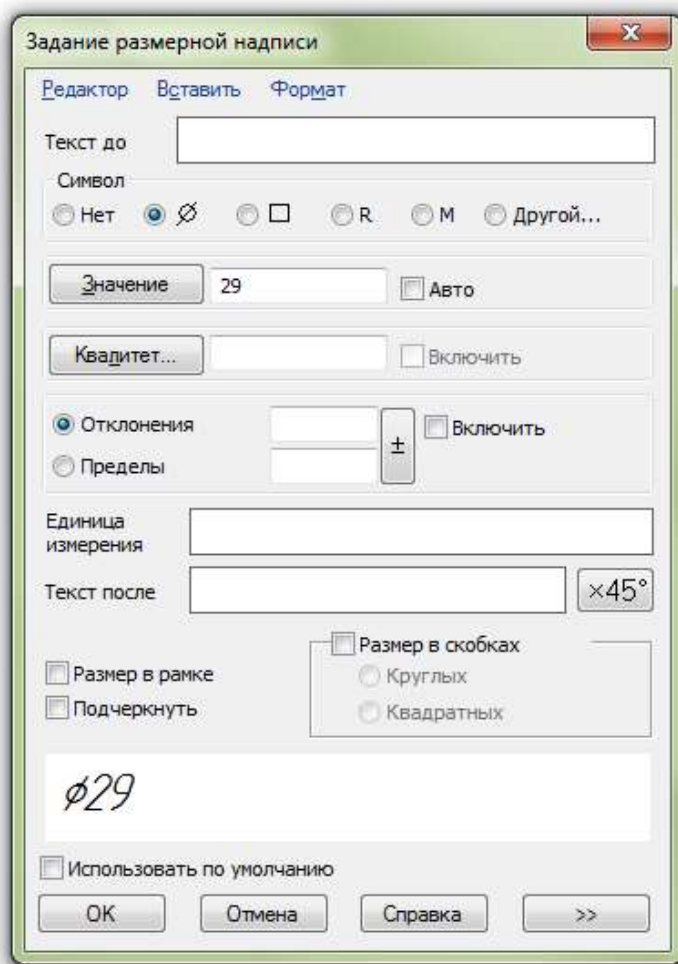 Задание размерной надписи
Редактор Вставить Формат
Текст до
Символ
Нет Ø □ R М Другой...
Значение 29 Авто
Квалитет... Включить
Отклонения ± Включить
Пределы
Единица
измерения
Текст после ×45°
Размер в скобках
Размер в рамке Круглых
Подчеркнуть Квадратных
Ø29
Использовать по умолчанию
OK Отмена Справка >>